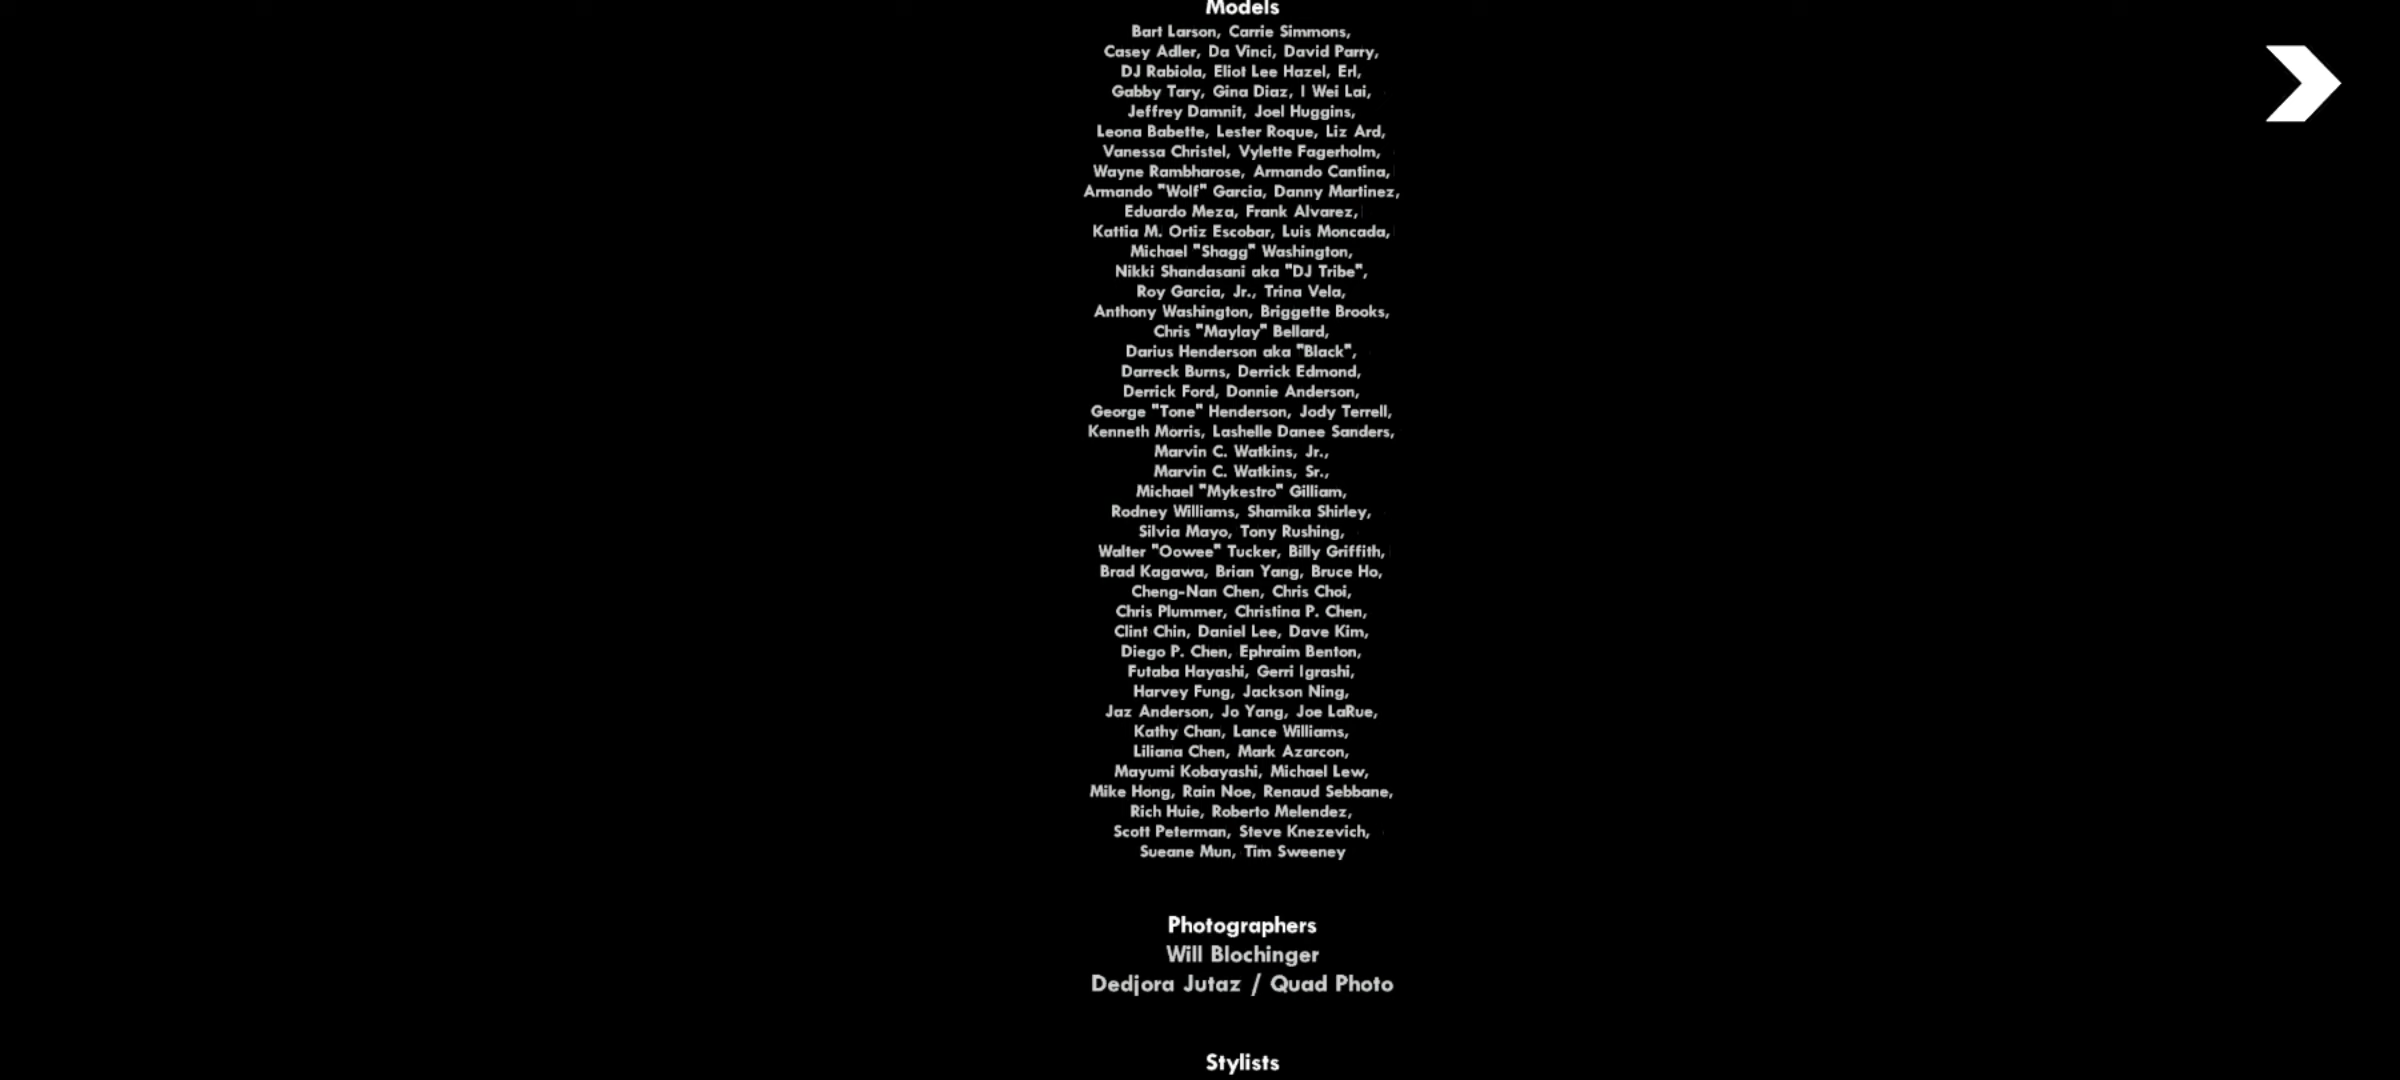 Models
Bart Larson, Carrie Simmons,
Casey Adler, Da Vinci, David Parry,
DJ Rabiola, Eliot Lee Hazel, Erl,
Gabby Tary, Gina Diaz, I Wei Lai,
Jeffrey Damnit, Joel Huggins,
Leona Babette, Lester Roque, Liz Ard,
Vanessa Christel, Vylette Fagerholm,
Wayne Rambharose, Armando Cantina,
Armando "Wolf" Garcia, Danny Martinez,
Eduardo Meza, Frank Alvarez,
Kattia M. Ortiz Escobar, Luis Moncada,
Michael "Shagg" Washington,
Nikki Shandasani aka "DJ Tribe",
Roy Garcia, Jr., Trina Vela,
Anthony Washington, Briggette Brooks,
Chris "Maylay" Bellard,
Darius Henderson aka "Black",
Darreck Burns, Derrick Edmond,
Derrick Ford, Donnie Anderson,
George "Tone" Henderson, Jody Terrell,
Kenneth Morris, Lashelle Danee Sanders,
Marvin C. Watkins, Jr.,
Marvin C. Watkins, Sr.,
Michael "Mykestro" Gilliam,
Rodney Williams, Shamika Shirley,
Silvia Mayo, Tony Rushing,
Walter "Oowee" Tucker, Billy Griffith,
Brad Kagawa, Brian Yang, Bruce Ho,
Cheng-Nan Chen, Chris Choi,
Chris Plummer, Christina P. Chen,
Clint Chin, Daniel Lee, Dave Kim,
Diego P. Chen, Ephraim Benton,
Futaba Hayashi, Gerri Igrashi,
Harvey Fung, Jackson Ning,
Jaz Anderson, Jo Yang, Joe LaRue,
Kathy Chan, Lance Williams,
Liliana Chen, Mark Azarcon,
Mayumi Kobayashi, Michael Lew,
Mike Hong, Rain Noe, Renaud Sebbane,
Rich Huie, Roberto Melendez,
Scott Peterman, Steve Knezevich,
Sueane Mun, Tim Sweeney
Photographers
Will Blochinger
Dedjora Jutaz / Quad Photo
Stylists